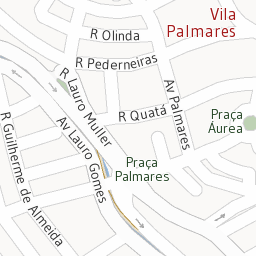 Vila
Palmares
R Olinda
R Pederneiras
R Lauro Muller
Av Palmares
R Quatá
Praça
Áurea
R Guilherme de
Almeida
Av Lauro Gomes
Praça
Palmares